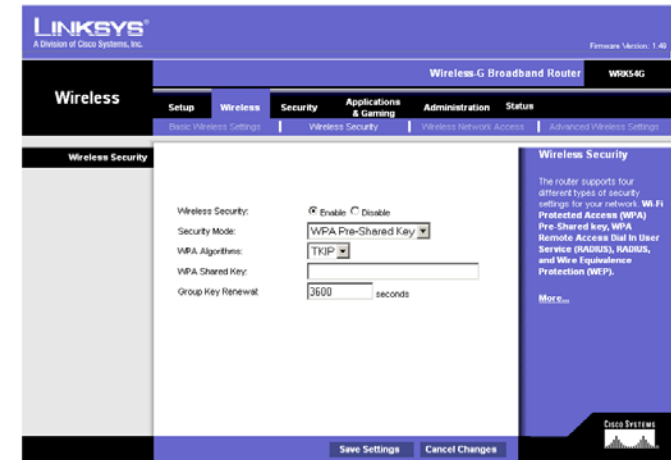 LINKSYS®
A Division of Cisco Systems, Inc.
Firmware Version: 1.40
Wireless-G Broadband Router WRK54G
Wireless
Setup Wireless Security Applications & Gaming Administration Status
Basic Wireless Settings Wireless Security Wireless Network Access Advanced Wireless Settings
Wireless Security
Wireless Security: Enable Disable
Security Mode: WPA Pre-Shared Key
WPA Algorithms: TKIP
WPA Shared Key:
Group Key Renewal: 3600 seconds
Wireless Security
The router supports four
different types of security
settings for your network. Wi-Fi
Protected Access (WPA)
Pre-Shared key, WPA
Remote Access Dial In User
Service (RADIUS), RADIUS,
and Wire Equivalence
Protection (WEP).
More...
CISCO SYSTEMS
Save Settings Cancel Changes